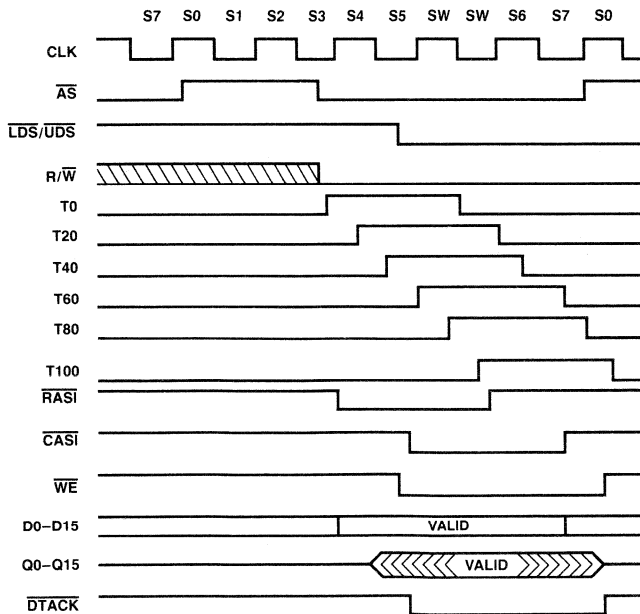 S7 S0 S1 S2 S3 S4 S5 SW SW S6 S7 S0
CLK
AS
LDS/UDS
R/W
T0
T20
T40
T60
T80
T100
RASI
CASI
WE
D0–D15 VALID
Q0–Q15 VALID
DTACK